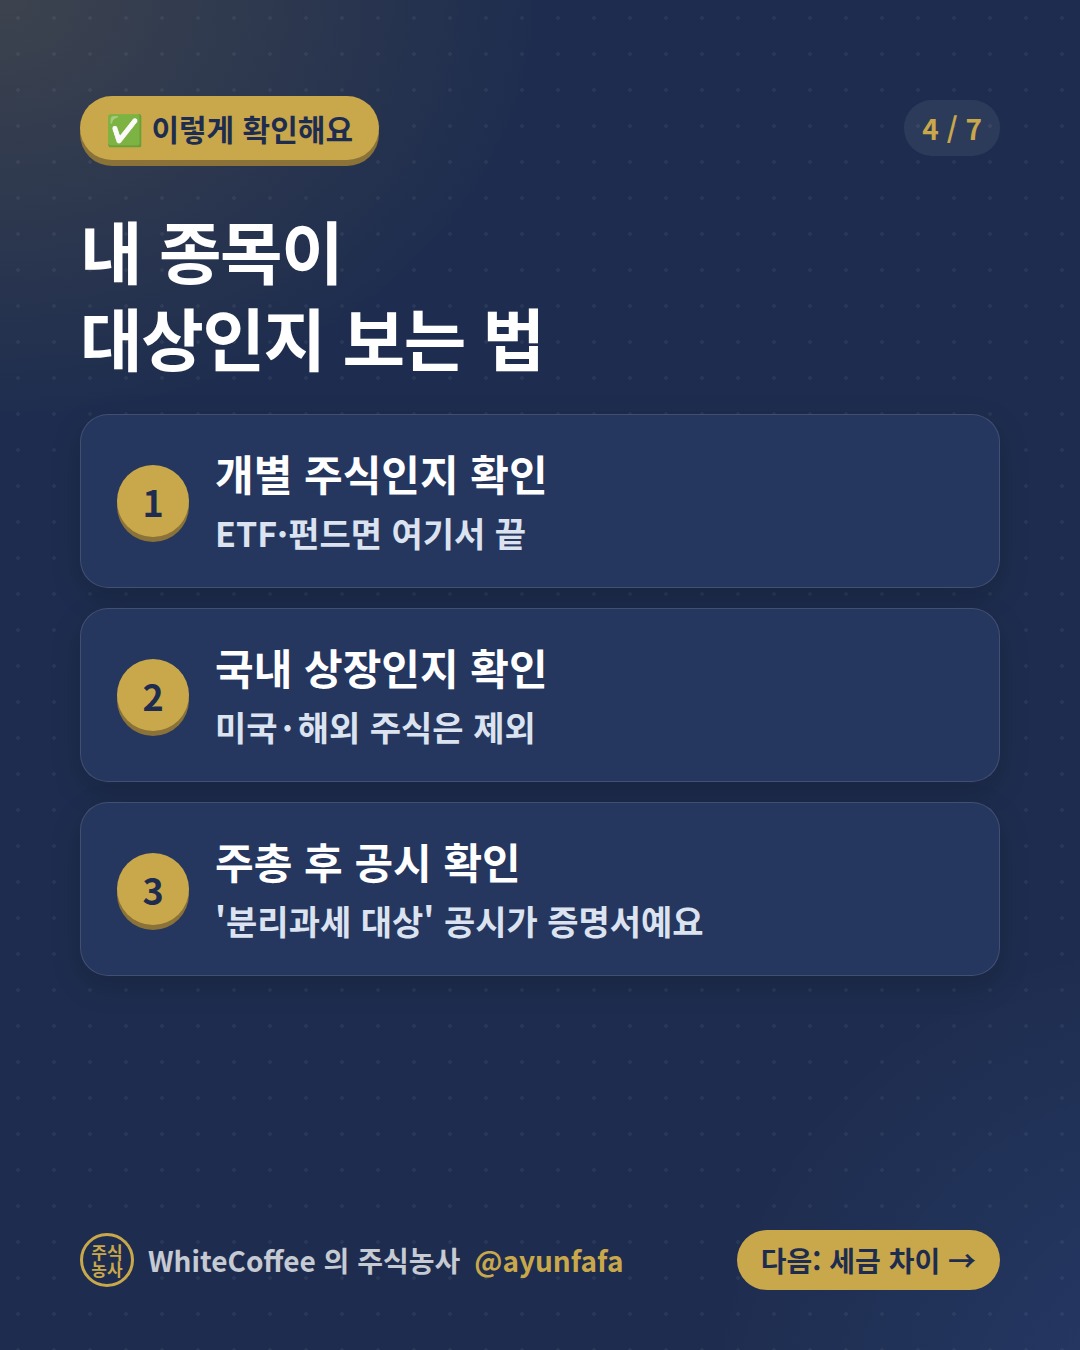 ✅ 이렇게 확인해요
4 / 7
내 종목이
대상인지 보는 법
1
개별 주식인지 확인
ETF·펀드면 여기서 끝
2
국내 상장인지 확인
미국·해외 주식은 제외
3
주총 후 공시 확인
'분리과세 대상' 공시가 증명서예요
주식
농사
WhiteCoffee 의 주식농사 @ayunfafa
다음: 세금 차이 →